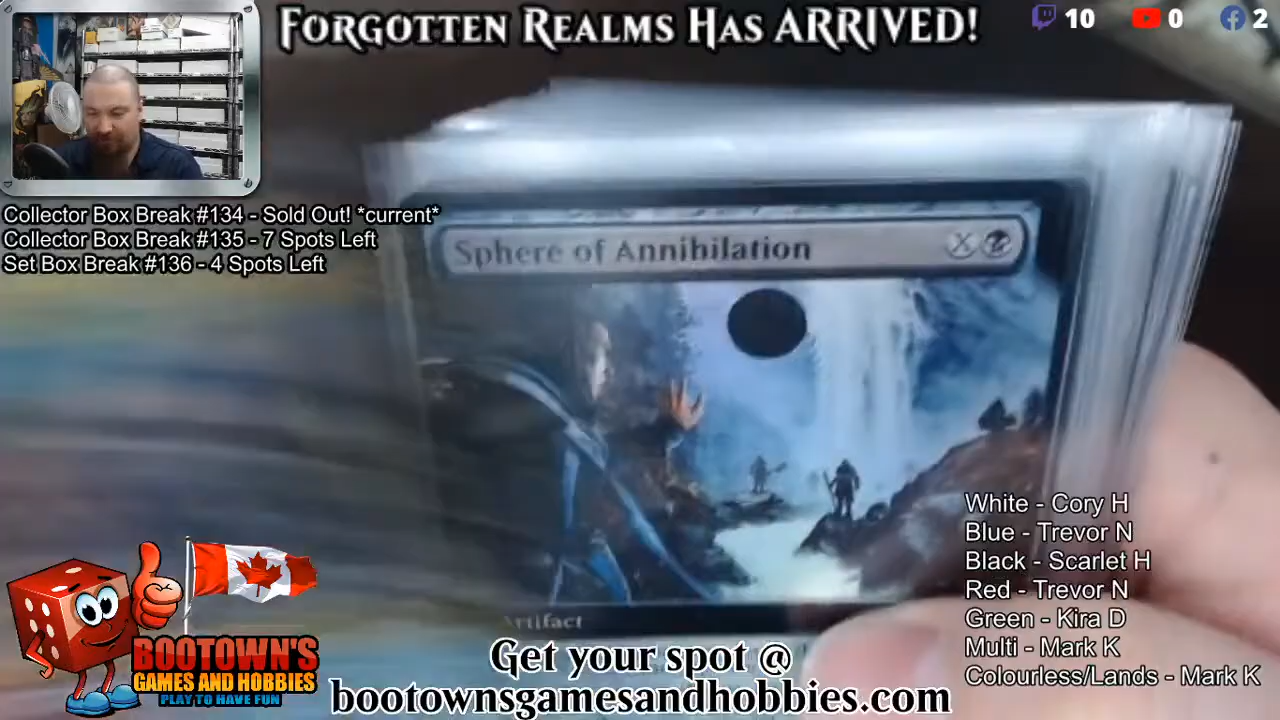 FORGOTTEN REALMS HAS ARRIVED!
10
0
2
Collector Box Break #134 - Sold Out! *current*
Collector Box Break #135 - 7 Spots Left
Set Box Break #136 - 4 Spots Left
Sphere of Annihilation X
Artifact
White - Cory H
Blue - Trevor N
Black - Scarlet H
Red - Trevor N
Green - Kira D
Multi - Mark K
Colourless/Lands - Mark K
BOOTOWN'S
GAMES AND HOBBIES
PLAY TO HAVE FUN
Get your spot @
bootownsgamesandhobbies.com